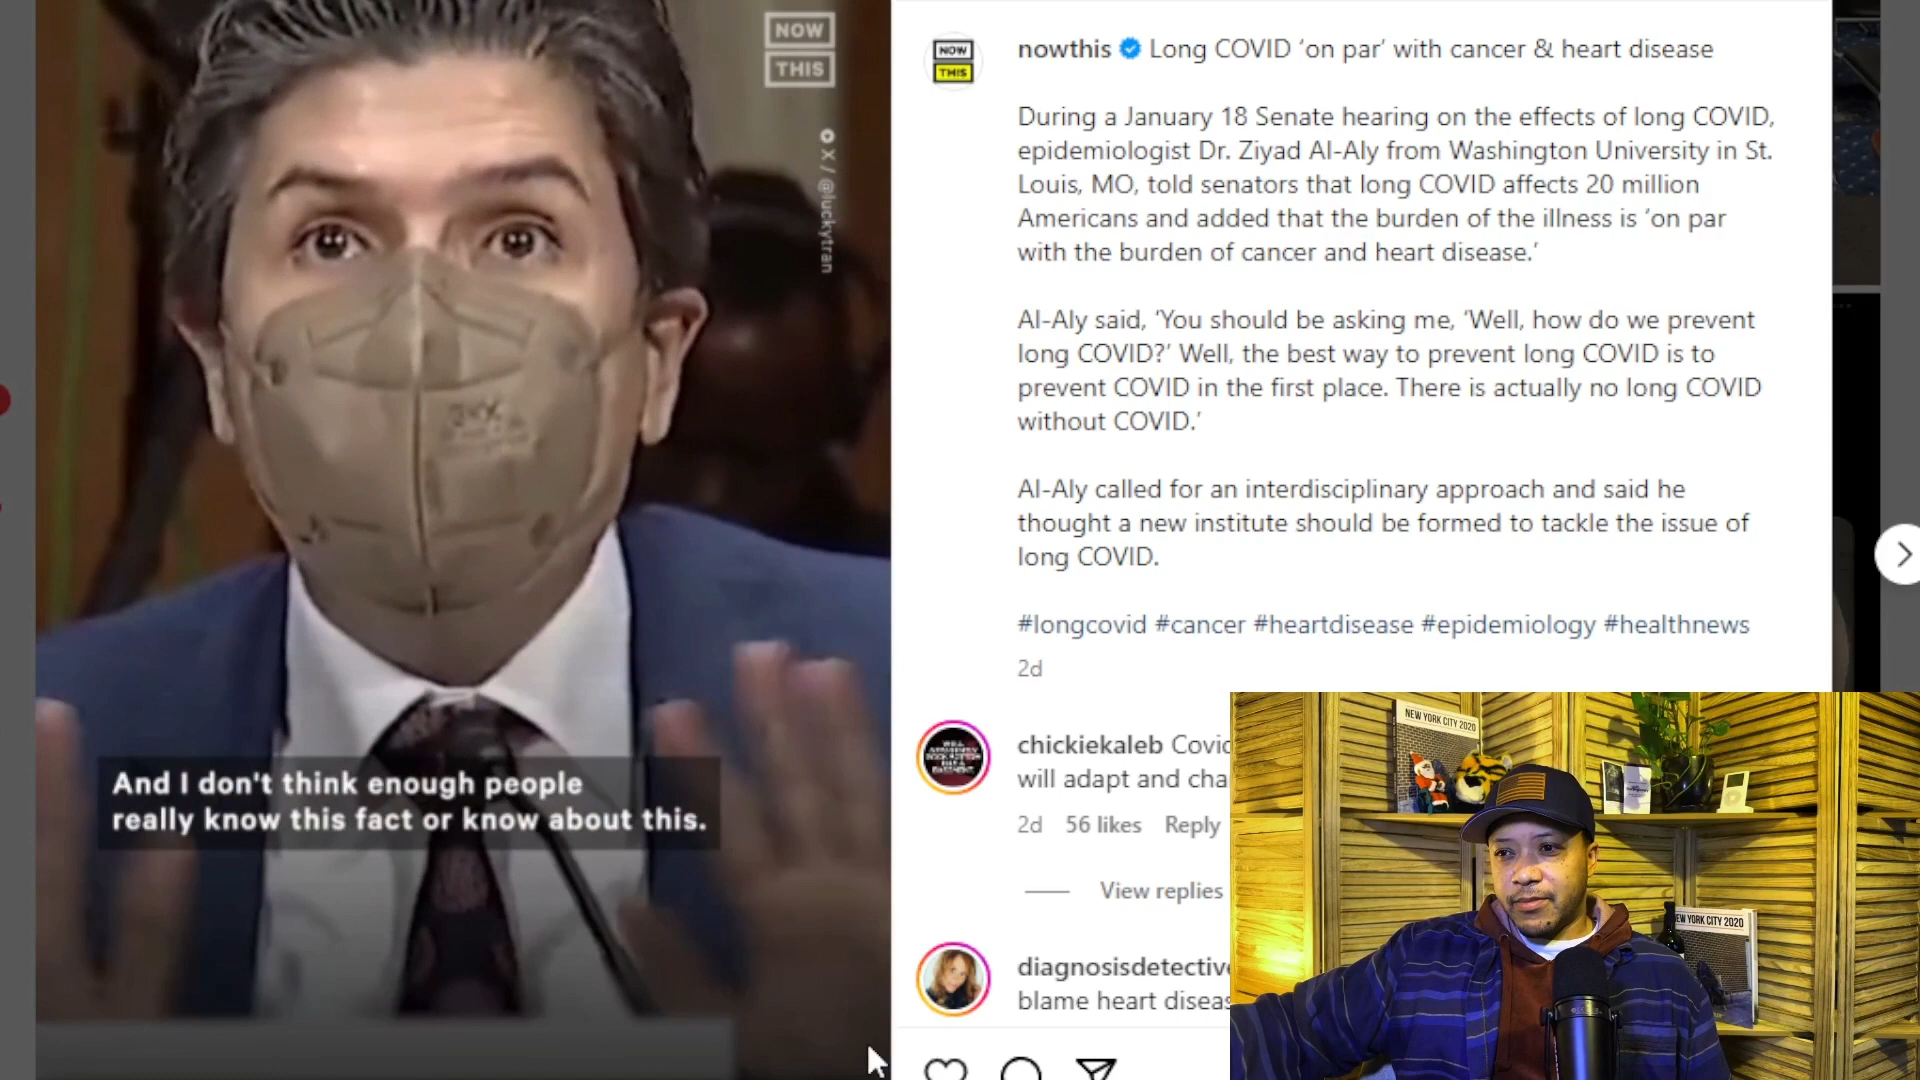 NOW
THIS
X / @luckytran
And I don't think enough people
really know this fact or know about this.
NOW
THIS
nowthis Long COVID ‘on par’ with cancer & heart disease
During a January 18 Senate hearing on the effects of long COVID,
epidemiologist Dr. Ziyad Al-Aly from Washington University in St.
Louis, MO, told senators that long COVID affects 20 million
Americans and added that the burden of the illness is ‘on par
with the burden of cancer and heart disease.’
Al-Aly said, ‘You should be asking me, ‘Well, how do we prevent
long COVID?’ Well, the best way to prevent long COVID is to
prevent COVID in the first place. There is actually no long COVID
without COVID.’
Al-Aly called for an interdisciplinary approach and said he
thought a new institute should be formed to tackle the issue of
long COVID.
#longcovid #cancer #heartdisease #epidemiology #healthnews
2d
chickiekaleb Covid
will adapt and cha
2d 56 likes Reply
View replies
diagnosisdetective
blame heart diseas
NEW YORK CITY 2020
NEW YORK CITY 2020